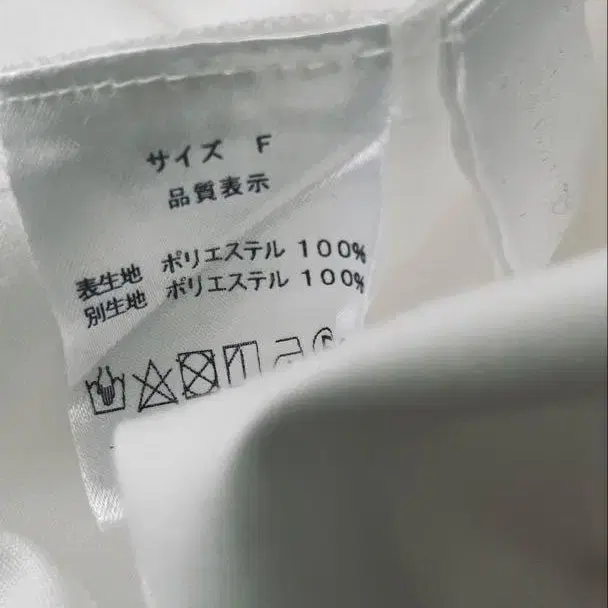 サイズ F
品質表示
表生地 ポリエステル 100%
別生地 ポリエステル 100%